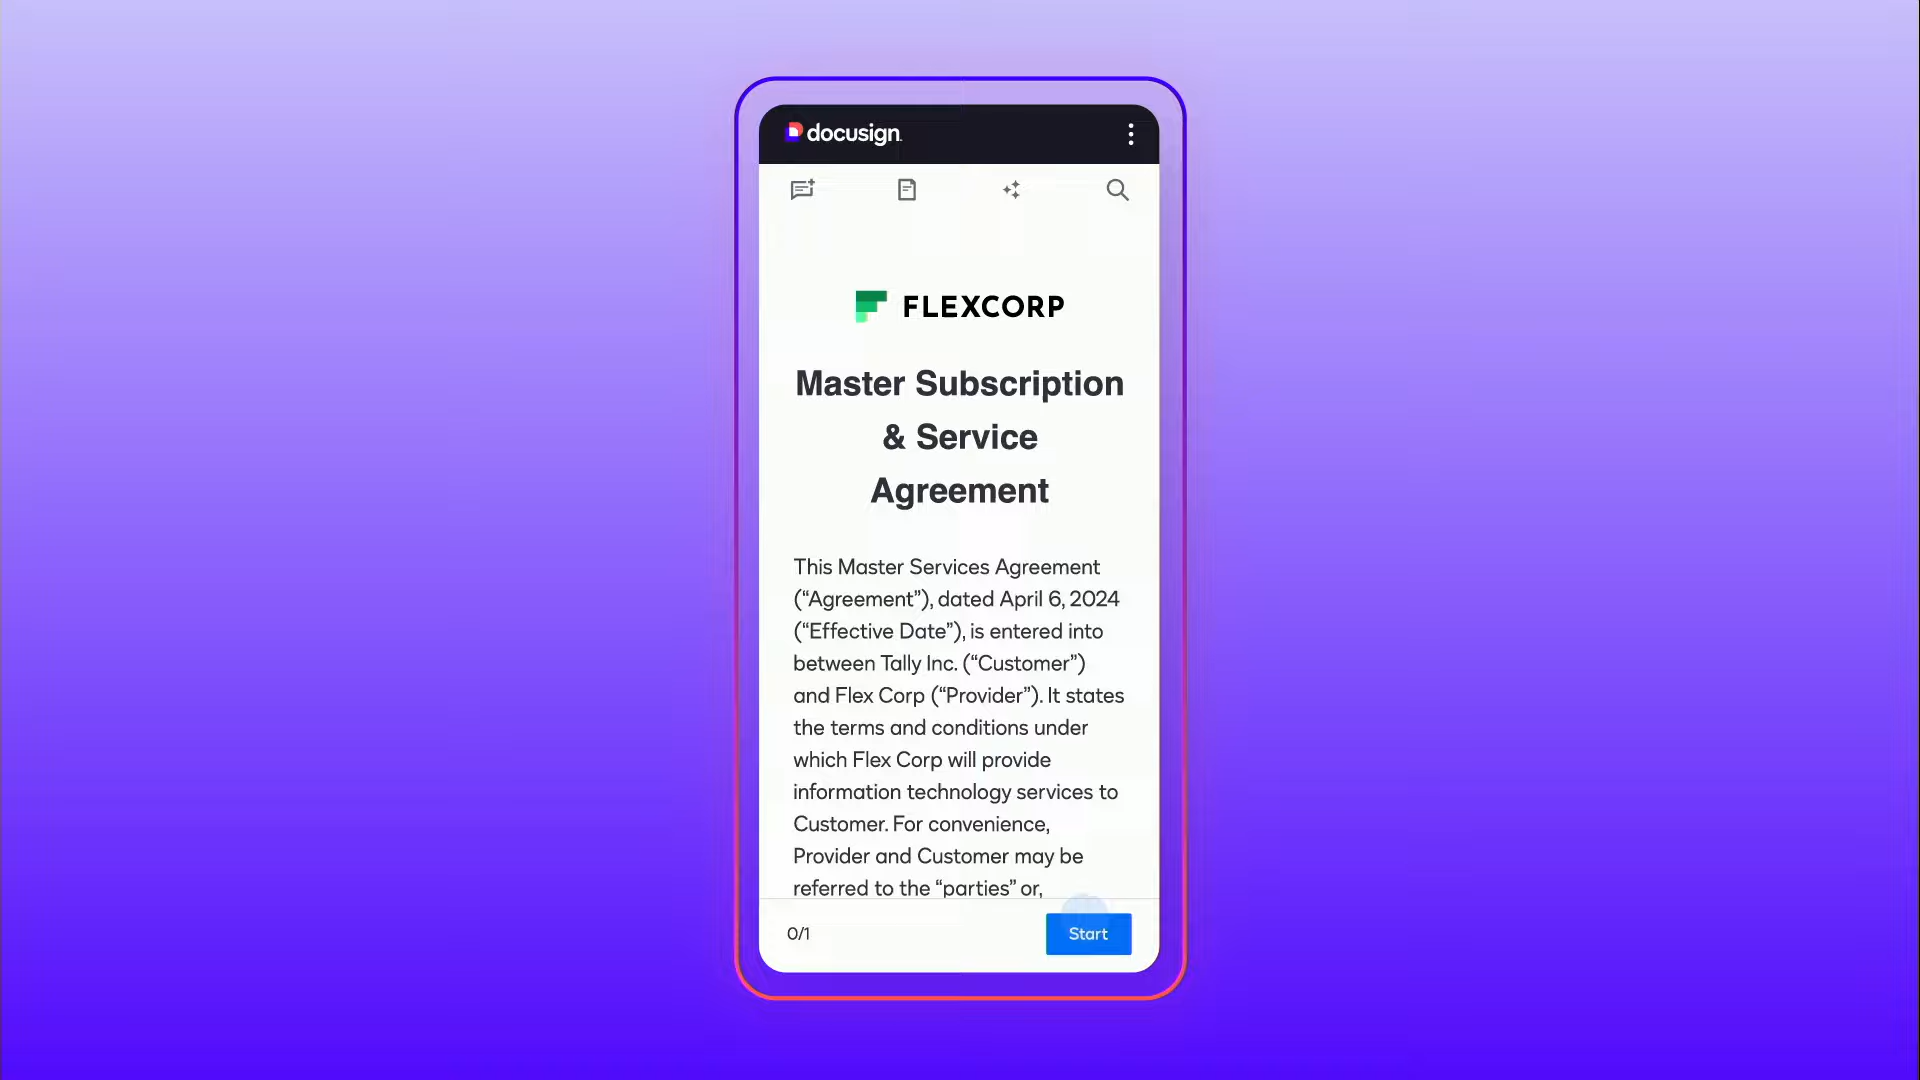 docusign
FLEXCORP
Master Subscription
& Service
Agreement
This Master Services Agreement
(“Agreement”), dated April 6, 2024
(“Effective Date”), is entered into
between Tally Inc. (“Customer”)
and Flex Corp (“Provider”). It states
the terms and conditions under
which Flex Corp will provide
information technology services to
Customer. For convenience,
Provider and Customer may be
referred to the “parties” or,
0/1
Start